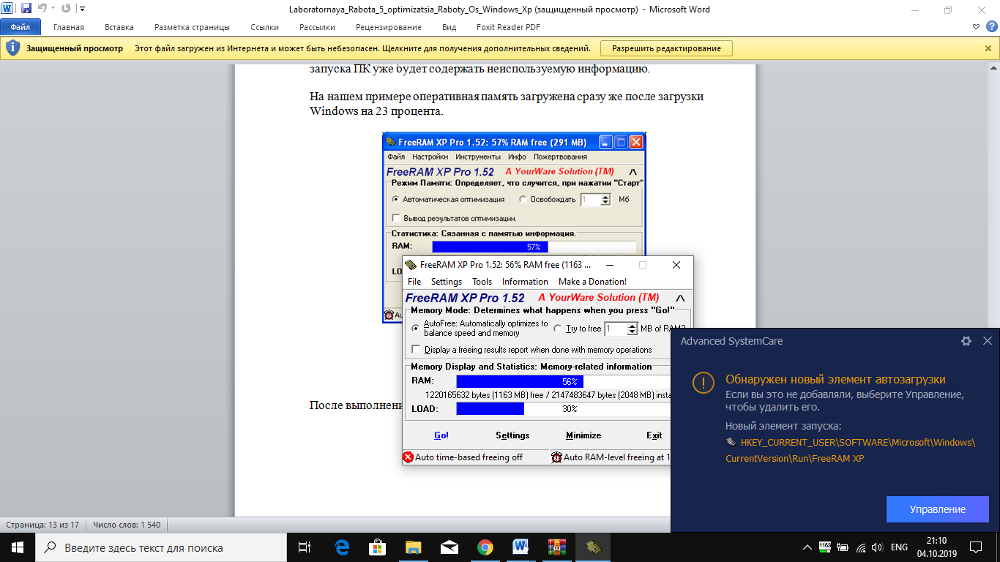 Laboratornaya_Rabota_5_optimizatsia_Raboty_Os_Windows_Xp (защищенный просмотр) - Microsoft Word
Файл Главная Вставка Разметка страницы Ссылки Рассылки Рецензирование Вид Foxit Reader PDF
Защищенный просмотр Этот файл загружен из Интернета и может быть небезопасен. Щелкните для получения дополнительных сведений. Разрешить редактирование
запуска ПК уже будет содержать неиспользуемую информацию.
На нашем примере оперативная память загружена сразу же после загрузки
Windows на 23 процента.
FreeRAM XP Pro 1.52: 57% RAM free (291 MB)
Файл Настройки Инструменты Инфо Пожертвования
FreeRAM XP Pro 1.52 A YourWare Solution (TM)
Режим Памяти: Определяет, что случится, при нажатии "Старт"
Автоматическая оптимизация Освобождать 1 Мб
Вывод результатов оптимизации.
Статистика: Сязанная с памятью информация.
RAM: 57%
FreeRAM XP Pro 1.52: 56% RAM free (1163 ...
File Settings Tools Information Make a Donation!
FreeRAM XP Pro 1.52 A YourWare Solution (TM)
Memory Mode: Determines what happens when you press "Go!"
AutoFree: Automatically optimizes to
balance speed and memory
Try to free 1 MB of RAM?
Display a freeing results report when done with memory operations
Memory Display and Statistics: Memory-related information
RAM: 56%
1220165632 bytes (1163 MB) free / 2147483647 bytes (2048 MB) insta
LOAD: 30%
Go! Settings Minimize Exit
Auto time-based freeing off Auto RAM-level freeing at 1
После выполнени
Advanced SystemCare
Обнаружен новый элемент автозагрузки
Если вы это не добавляли, выберите Управление,
чтобы удалить его.
Новый элемент запуска:
HKEY_CURRENT_USER\SOFTWARE\Microsoft\Windows\
CurrentVersion\Run\FreeRAM XP
Управление
Страница: 13 из 17 Число слов: 1 540
Введите здесь текст для поиска
1163 ENG 21:10
04.10.2019